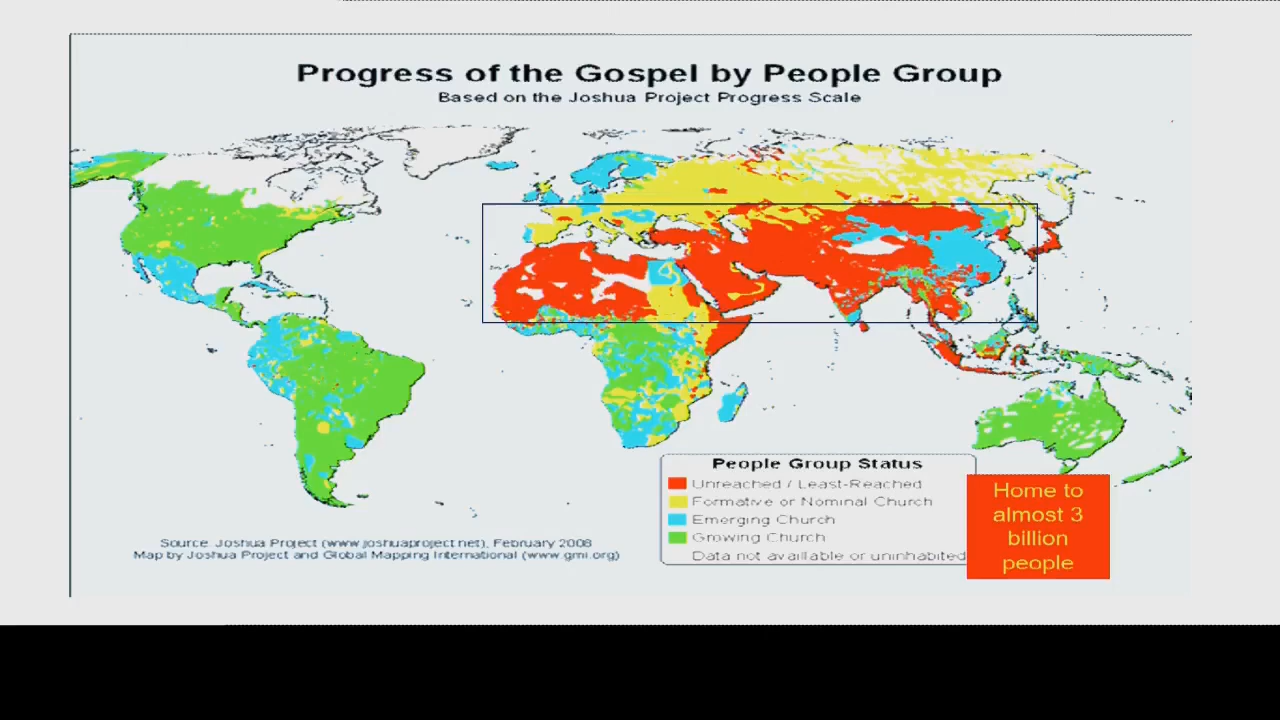 Progress of the Gospel by People Group
Based on the Joshua Project Progress Scale
People Group Status
Unreached / Least-Reached
Formative or Nominal Church
Emerging Church
Growing Church
Data not available or uninhabited
Source: Joshua Project (www.joshuaproject.net), February 2008
Map by Joshua Project and Global Mapping International (www.gmi.org)
Home to
almost 3
billion
people